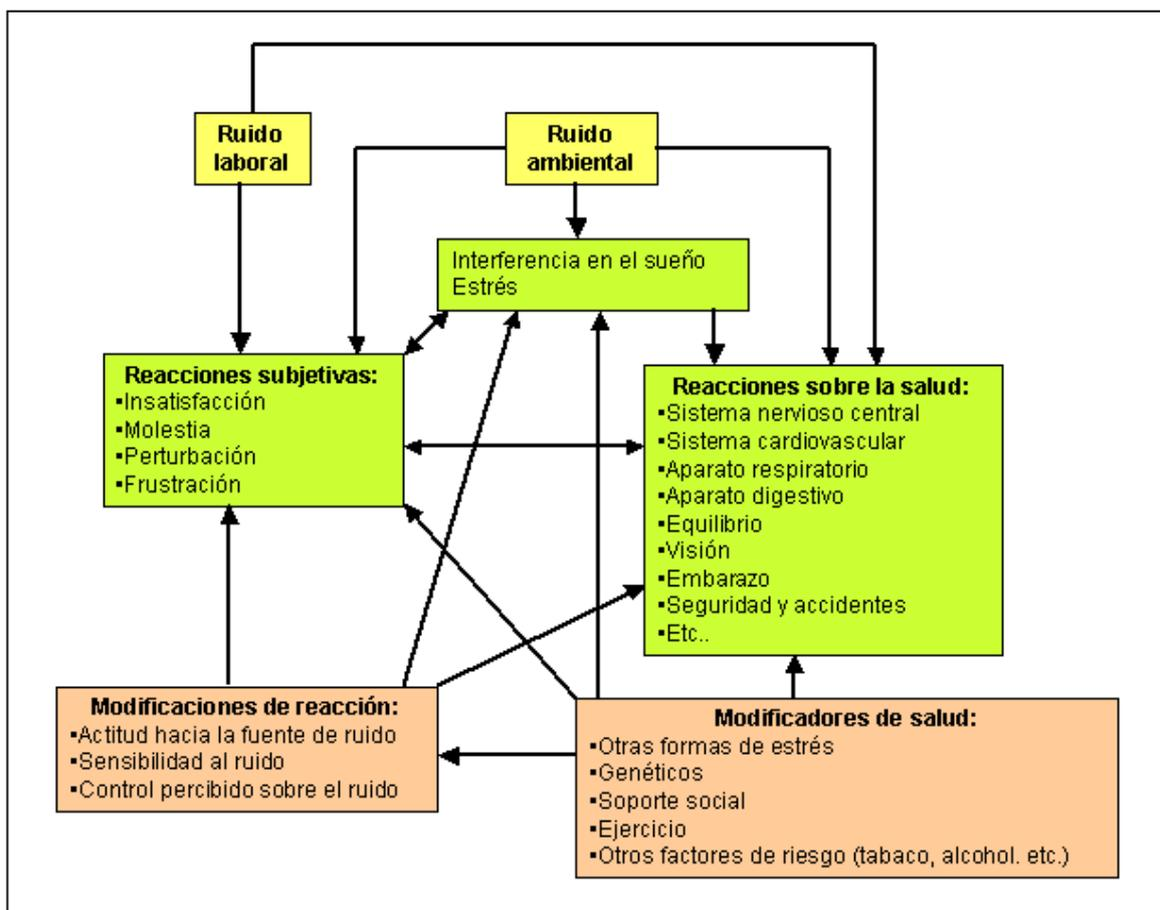 Ruido
laboral
Ruido
ambiental
Interferencia en el sueño
Estrés
Reacciones subjetivas:
▪Insatisfacción
▪Molestia
▪Perturbación
▪Frustración
Reacciones sobre la salud:
▪Sistema nervioso central
▪Sistema cardiovascular
▪Aparato respiratorio
▪Aparato digestivo
▪Equilibrio
▪Visión
▪Embarazo
▪Seguridad y accidentes
▪Etc..
Modificaciones de reacción:
▪Actitud hacia la fuente de ruido
▪Sensibilidad al ruido
▪Control percibido sobre el ruido
Modificadores de salud:
▪Otras formas de estrés
▪Genéticos
▪Soporte social
▪Ejercicio
▪Otros factores de riesgo (tabaco, alcohol. etc.)